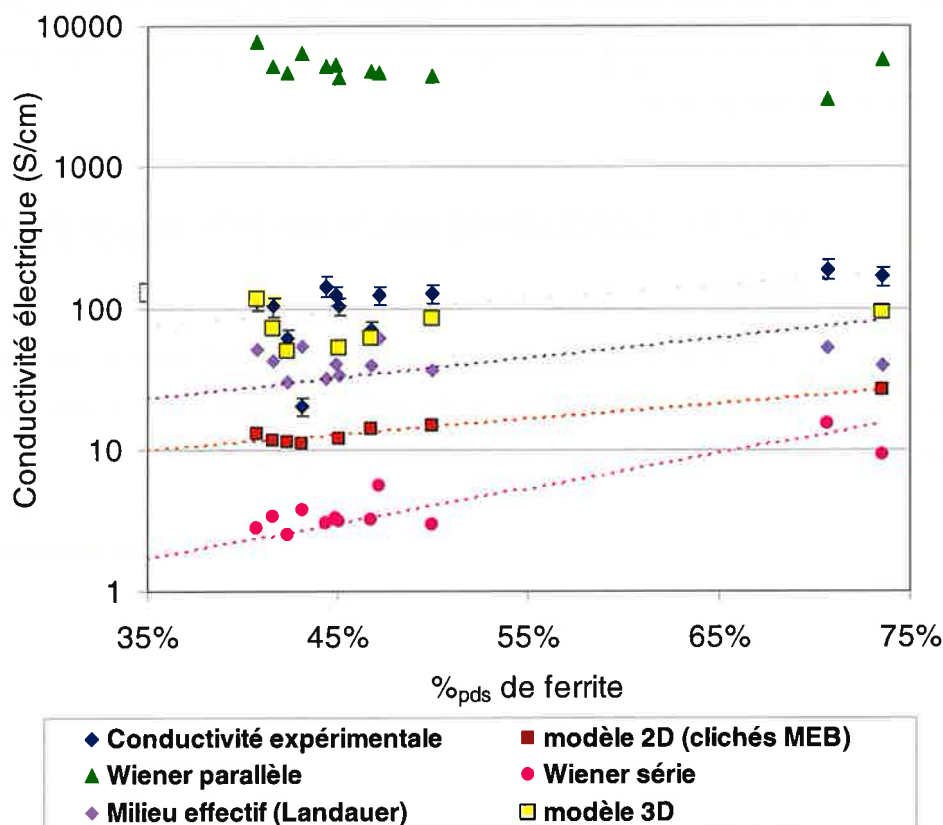 10000
1000
100
10
1
Conductivité électrique (S/cm)
35% 45% 55% 65% 75%
%pds de ferrite
Conductivité expérimentale
modèle 2D (clichés MEB)
Wiener parallèle
Wiener série
Milieu effectif (Landauer)
modèle 3D